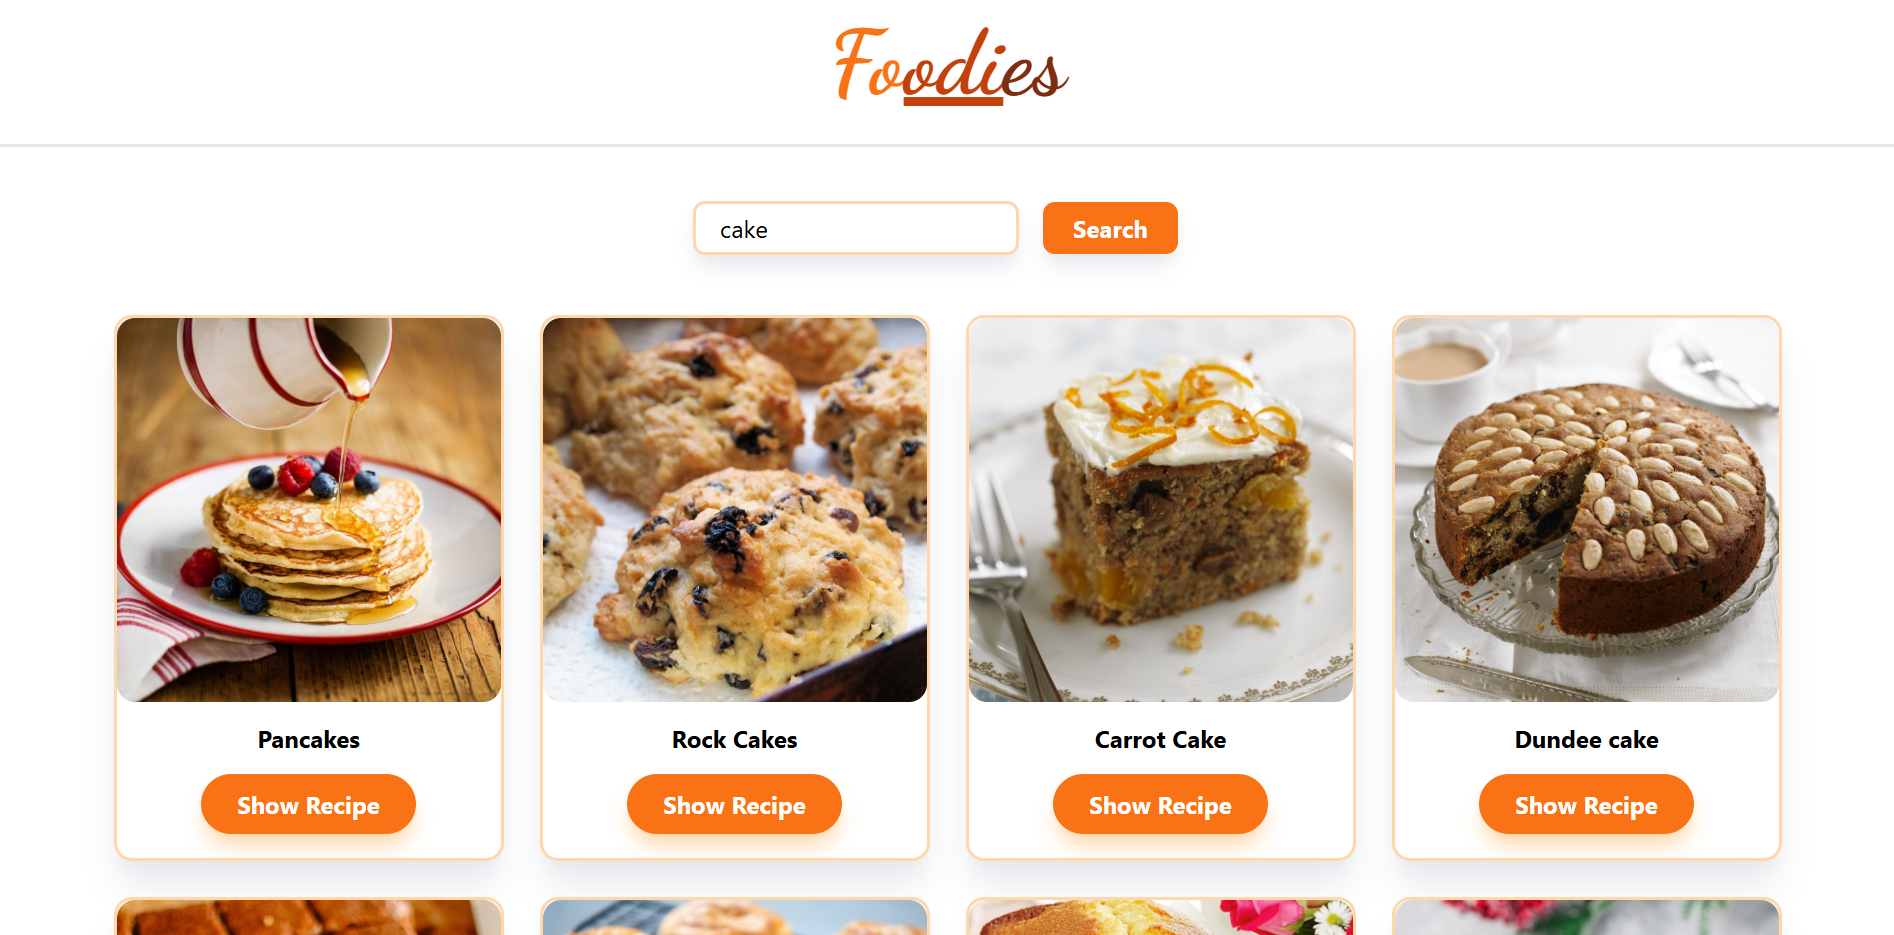 Foodies
cake
Search
Pancakes
Rock Cakes
Carrot Cake
Dundee cake
Show Recipe
Show Recipe
Show Recipe
Show Recipe